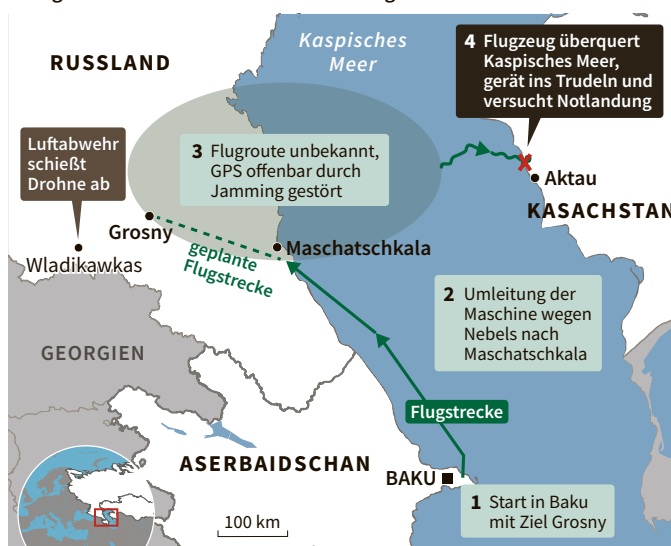 Kaspisches
Meer
RUSSLAND
4 Flugzeug überquert
Kaspisches Meer,
gerät ins Trudeln und
versucht Notlandung
Luftabwehr
schießt
Drohne ab
3 Flugroute unbekannt,
GPS offenbar durch
Jamming gestört
Aktau
KASACHSTAN
Grosny
Maschatschkala
Wladikawkas
geplante
Flugstrecke
2 Umleitung der
Maschine wegen
Nebels nach
Maschatschkala
GEORGIEN
Flugstrecke
ASERBAIDSCHAN
BAKU
1 Start in Baku
mit Ziel Grosny
100 km